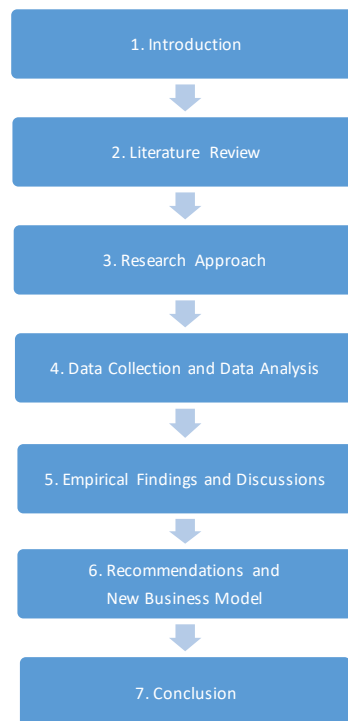 1. Introduction
2. Literature Review
3. Research Approach
4. Data Collection and Data Analysis
5. Empirical Findings and Discussions
6. Recommendations and
New Business Model
7. Conclusion